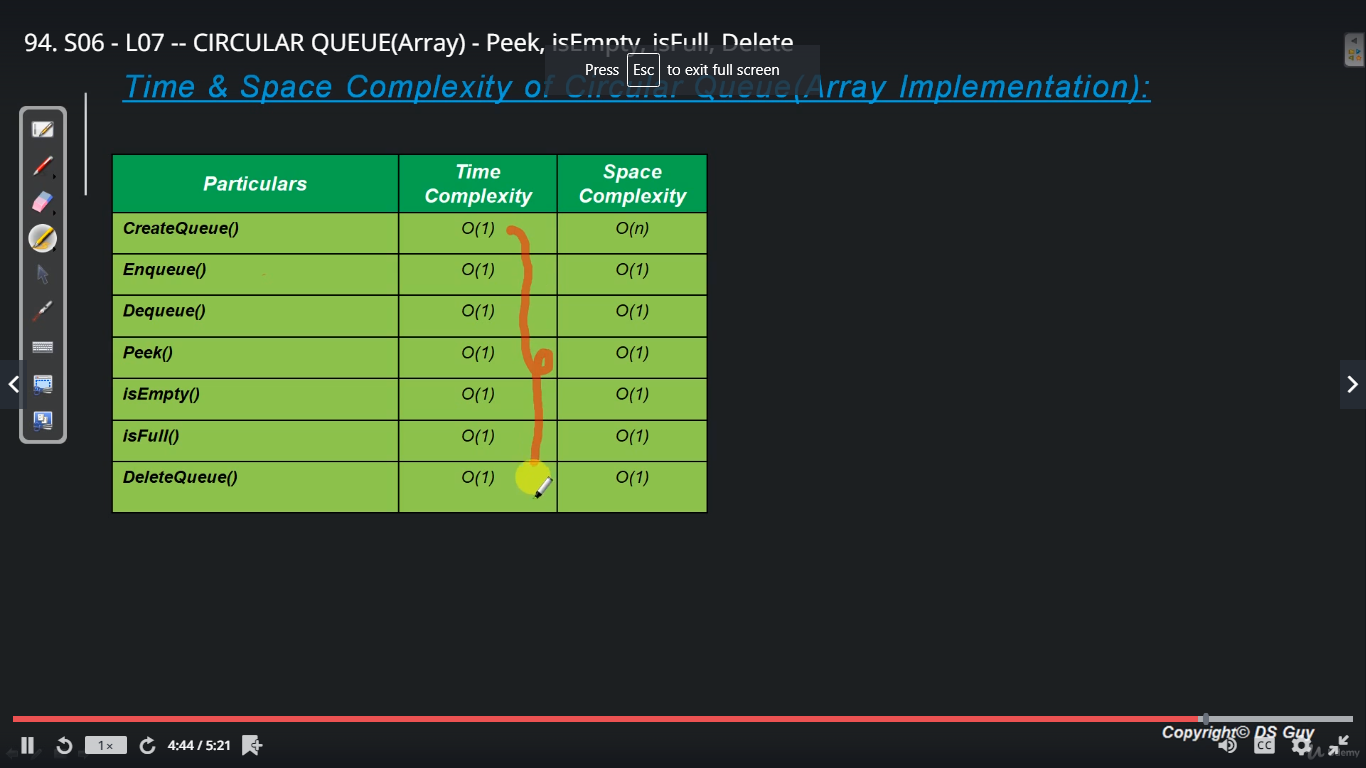 94. S06 - L07 -- CIRCULAR QUEUE(Array) - Peek, isEmpty, isFull, Delete
Press Esc to exit full screen
Time & Space Complexity of Circular Queue(Array Implementation):
Particulars Time Complexity Space Complexity
CreateQueue() O(1) O(n)
Enqueue() O(1) O(1)
Dequeue() O(1) O(1)
Peek() O(1) O(1)
isEmpty() O(1) O(1)
isFull() O(1) O(1)
DeleteQueue() O(1) O(1)
Copyright© DS Guy
1x 4:44 / 5:21 CC